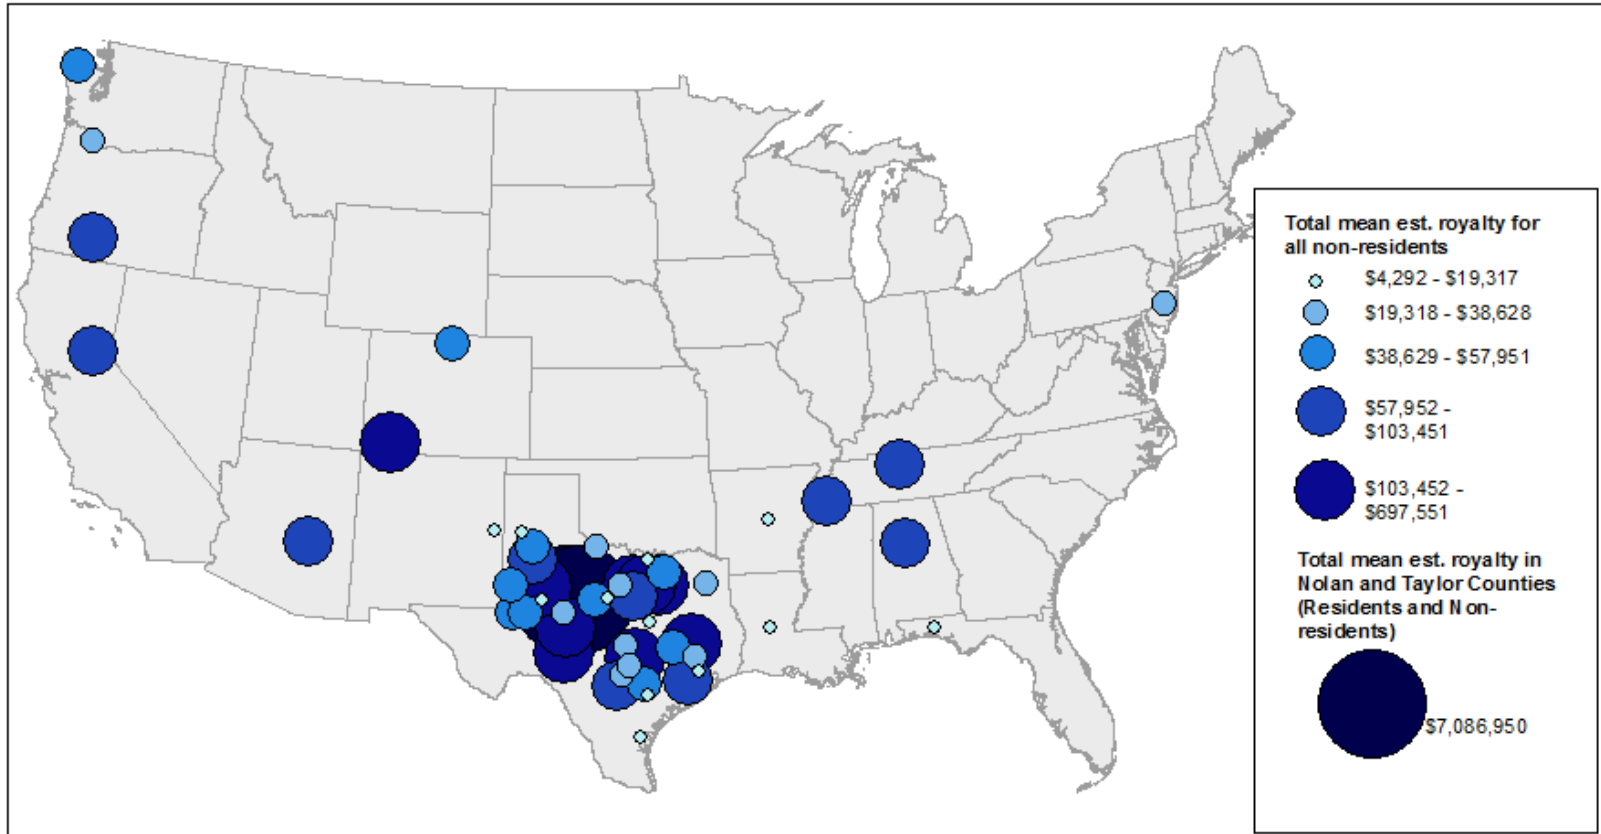 Total mean est. royalty for
all non-residents
$4,292 - $19,317
$19,318 - $38,628
$38,629 - $57,951
$57,952 -
$103,451
$103,452 -
$697,551
Total mean est. royalty in
Nolan and Taylor Counties
(Residents and Non-
residents)
$7,086,950